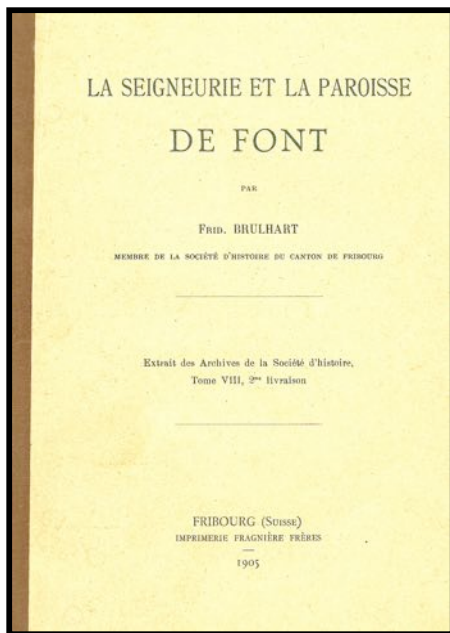 LA SEIGNEURIE ET LA PAROISSE
DE FONT
PAR
FRID. BRULHART
MEMBRE DE LA SOCIÉTÉ D'HISTOIRE DU CANTON DE FRIBOURG
Extrait des Archives de la Société d'histoire,
Tome VIII, 2me livraison
FRIBOURG (SUISSE)
IMPRIMERIE FRAGNIÈRE FRÈRES
1905